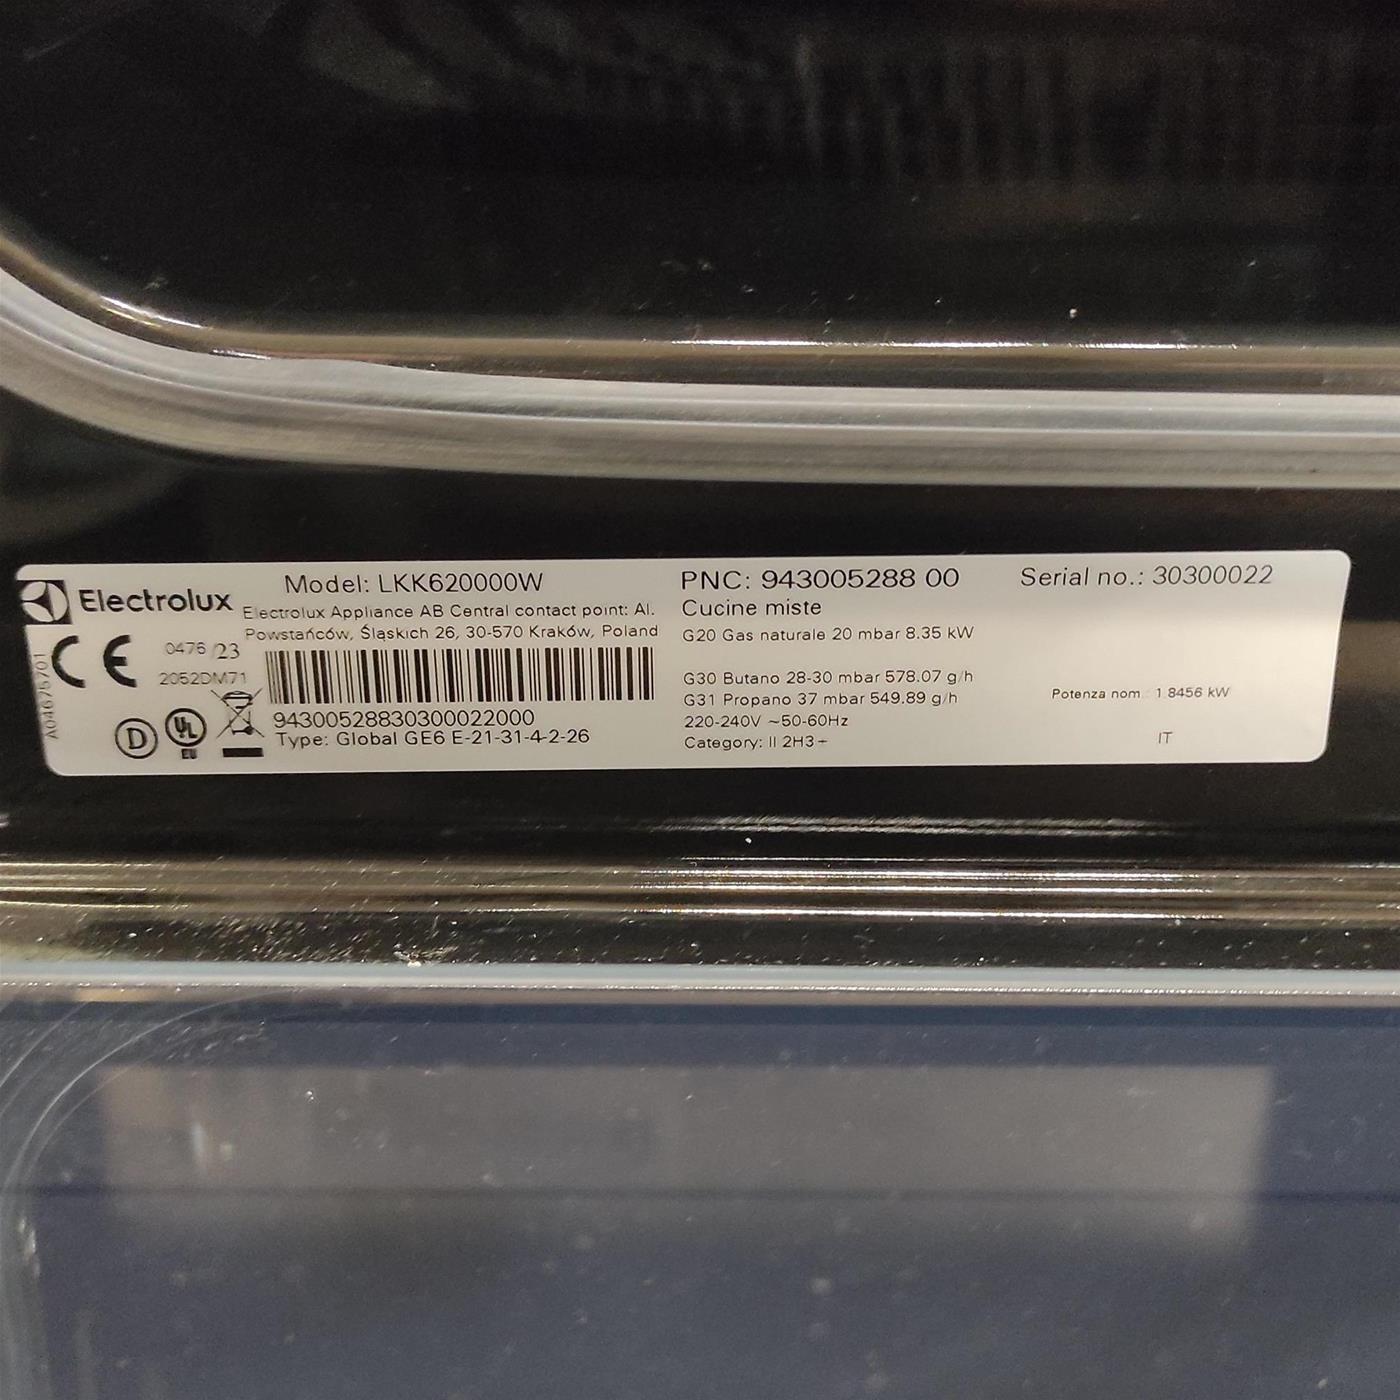 Electrolux
Model: LKK620000W
Electrolux Appliance AB Central contact point: Al.
Powstańców, Śląskich 26, 30-570 Kraków, Poland
0476 /23
2052DM71
A04675701
D
UL
EU
94300528830300022000
Type: Global GE6 E-21-31-4-2-26
PNC: 943005288 00
Cucine miste
G20 Gas naturale 20 mbar 8.35 kW
G30 Butano 28-30 mbar 578.07 g/h
G31 Propano 37 mbar 549.89 g/h
220-240V ~50-60Hz
Category: II 2H3+
Serial no.: 30300022
Potenza nom.: 1.8456 kW
IT